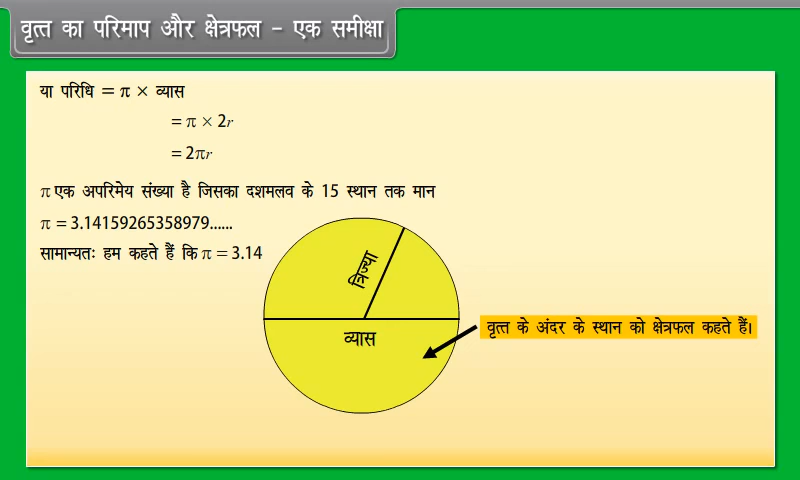 वृत्त का परिमाप और क्षेत्रफल - एक समीक्षा
या परिधि = π × व्यास
= π × 2r
= 2πr
π एक अपरिमेय संख्या है जिसका दशमलव के 15 स्थान तक मान
π = 3.14159265358979......
सामान्यतः हम कहते हैं कि π = 3.14
त्रिज्या
व्यास
वृत्त के अंदर के स्थान को क्षेत्रफल कहते हैं।